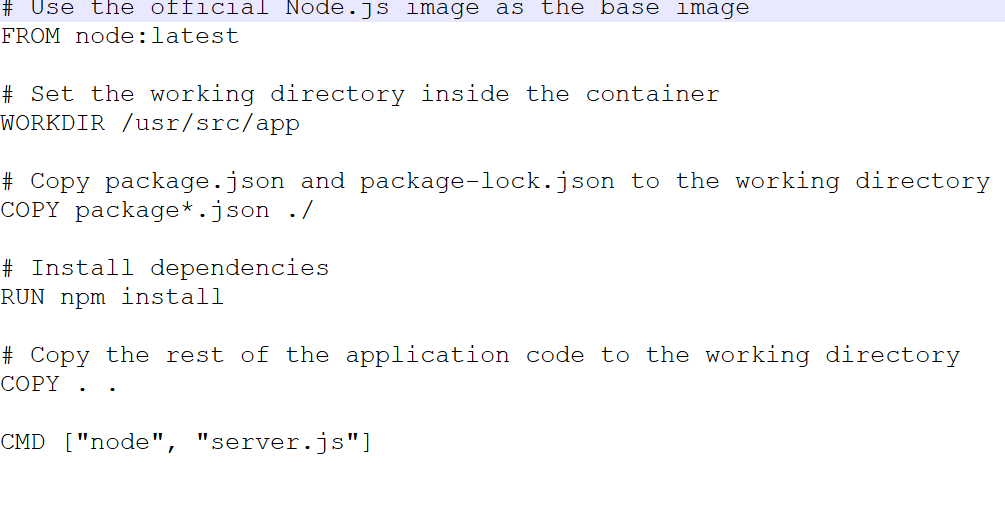 # Use the official Node.js image as the base image
FROM node:latest
# Set the working directory inside the container
WORKDIR /usr/src/app
# Copy package.json and package-lock.json to the working directory
COPY package*.json ./
# Install dependencies
RUN npm install
# Copy the rest of the application code to the working directory
COPY . .
CMD ["node", "server.js"]